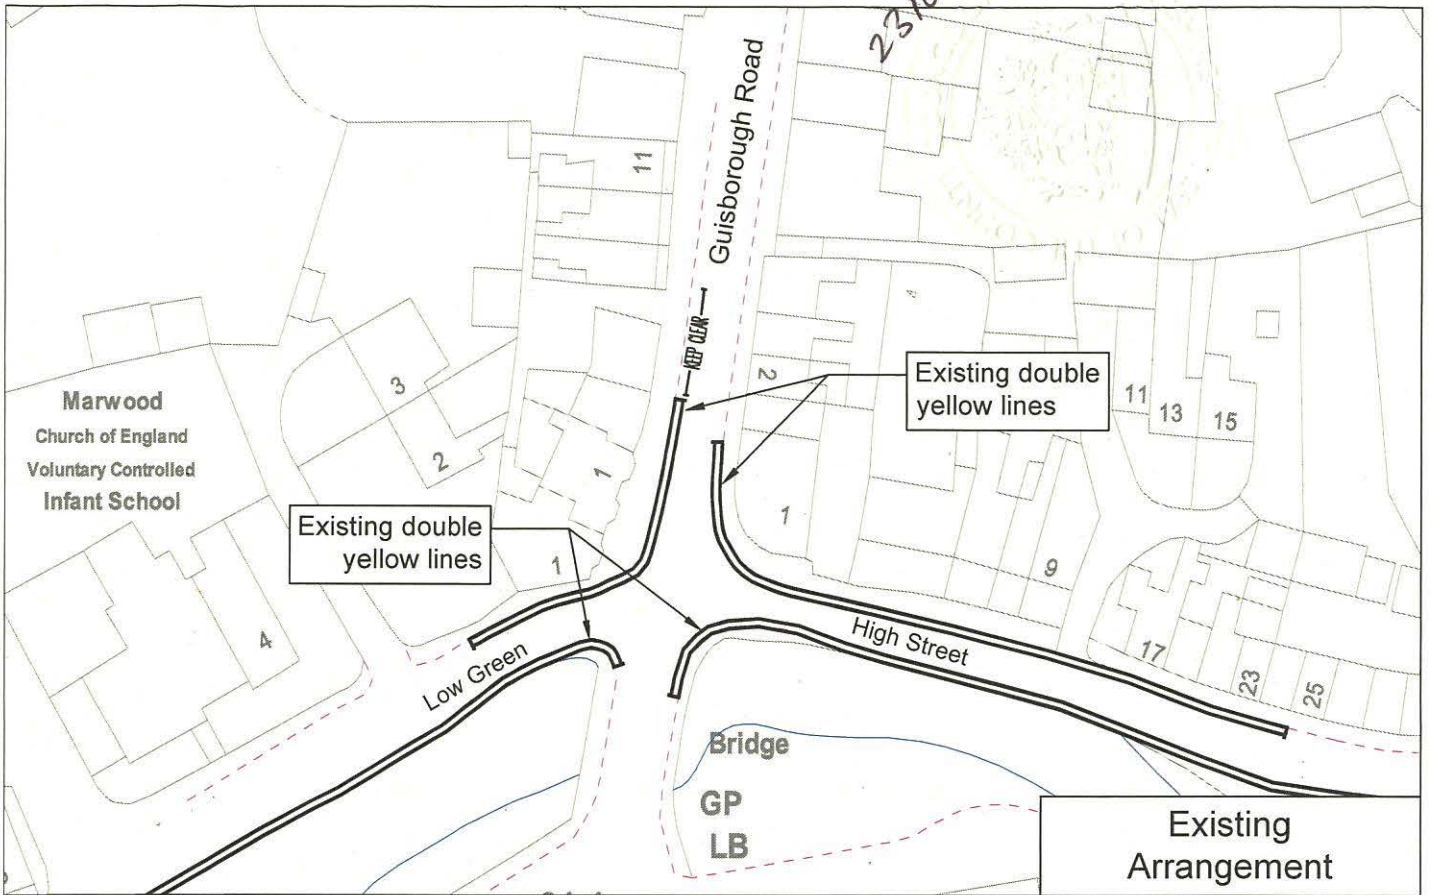 Guisborough Road
11
KEEP CLEAR
2
Existing double
yellow lines
11
13
15
3
2
1
Marwood
Church of England
Voluntary Controlled
Infant School
Existing double
yellow lines
1
1
9
4
Low Green
High Street
17
23
25
Bridge
GP
LB
Existing
Arrangement